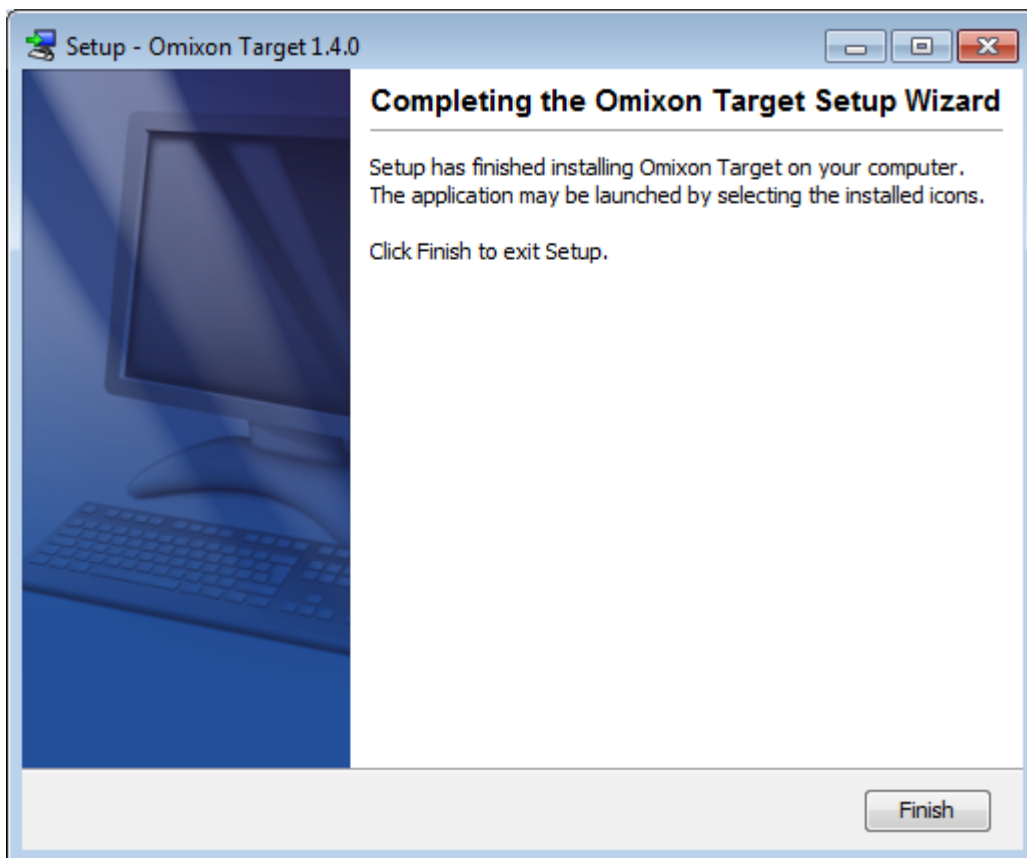 Setup - Omixon Target 1.4.0
Completing the Omixon Target Setup Wizard
Setup has finished installing Omixon Target on your computer.
The application may be launched by selecting the installed icons.
Click Finish to exit Setup.
Finish